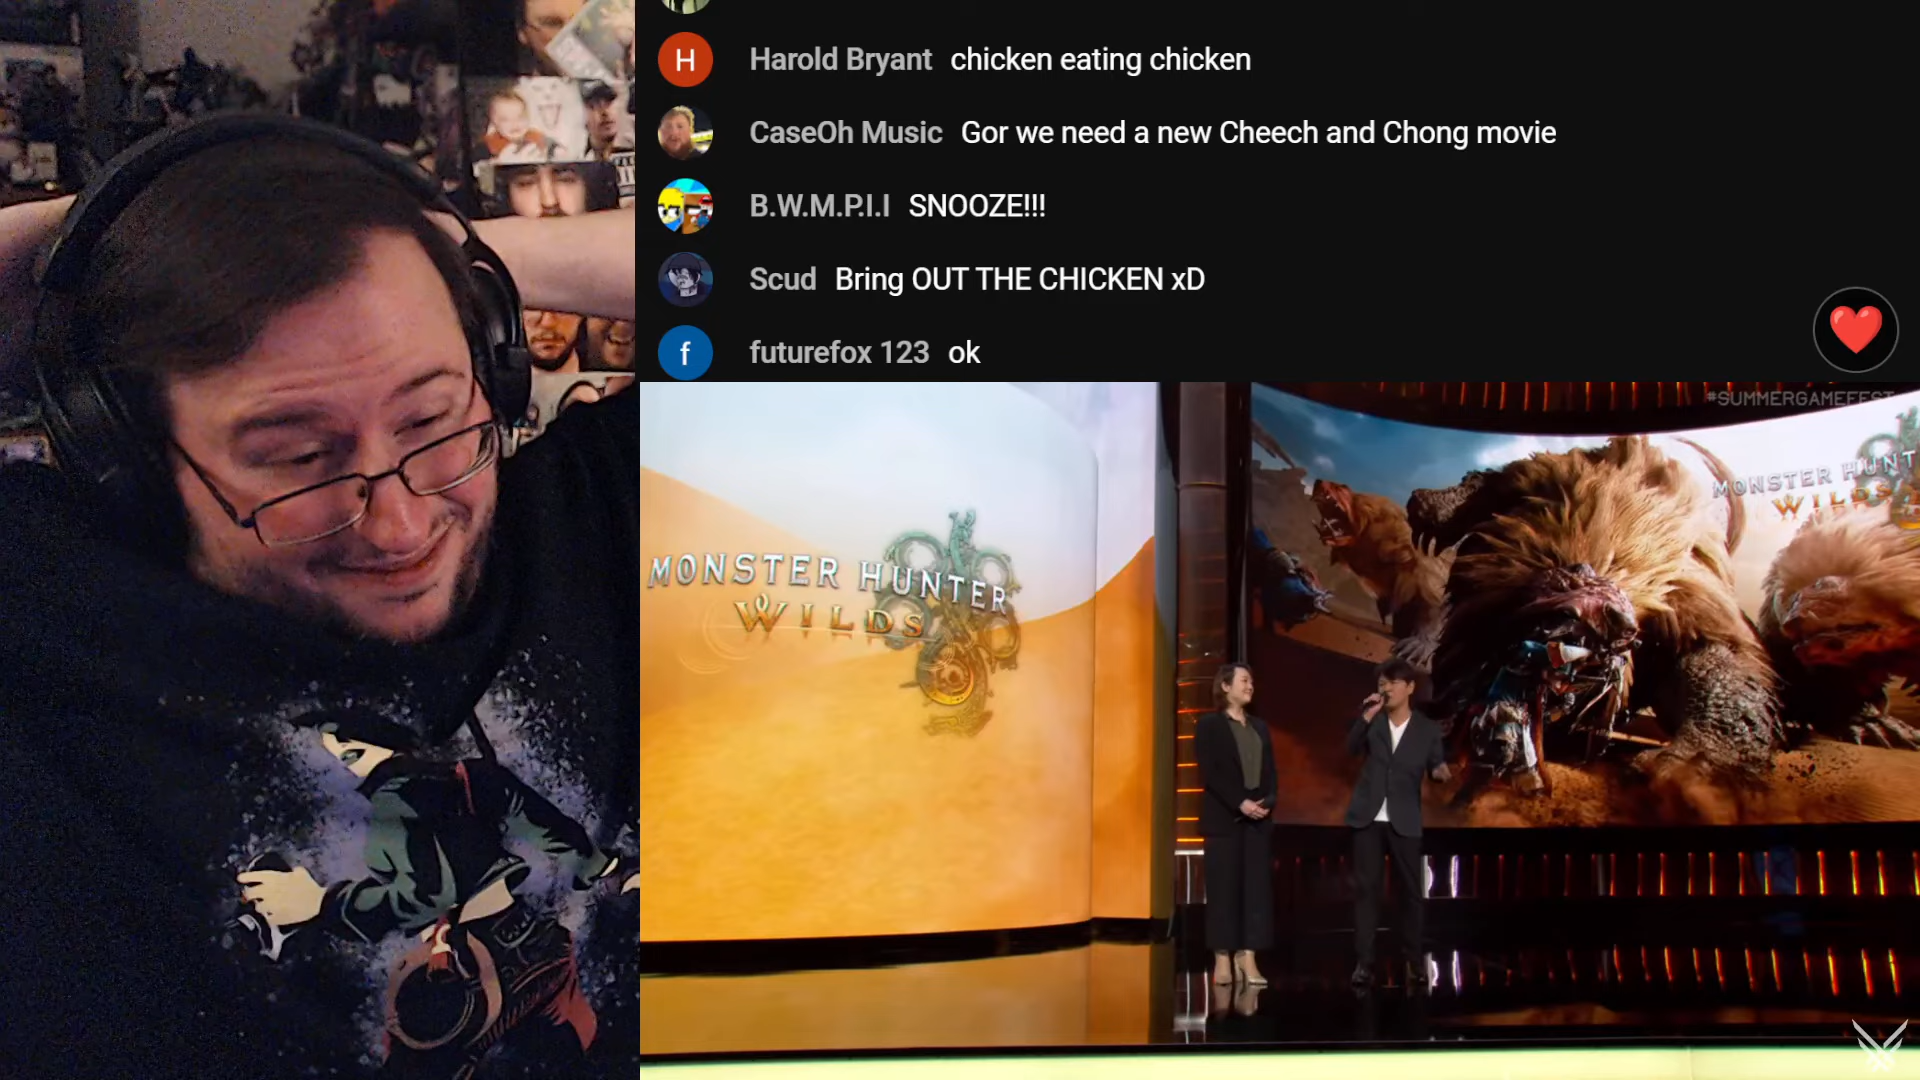 H Harold Bryant chicken eating chicken
CaseOh Music Gor we need a new Cheech and Chong movie
B.W.M.P.I.I SNOOZE!!!
Scud Bring OUT THE CHICKEN xD
f futurefox 123 ok
#SUMMERGAMEFEST
MONSTER HUNTER
WILDS
MONSTER HUNT
WILDS